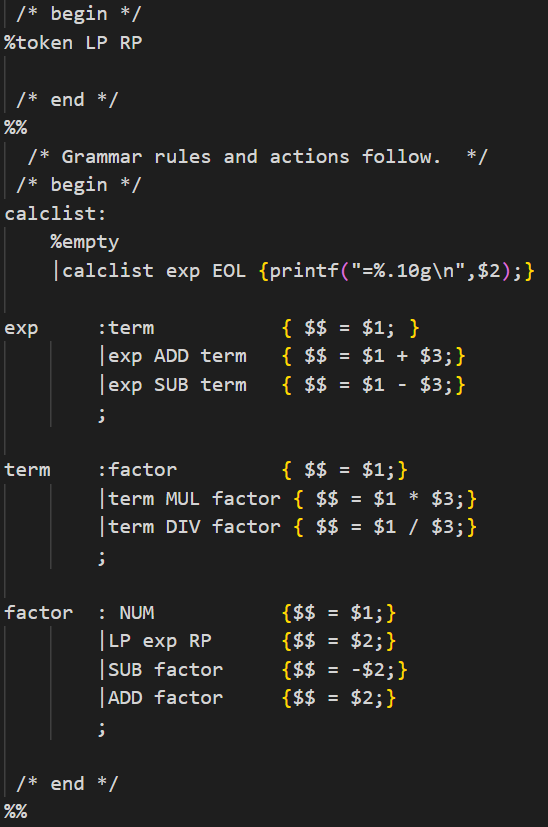 /* begin */
%token LP RP
/* end */
%%
/* Grammar rules and actions follow.  */
/* begin */
calclist:
    %empty
    |calclist exp EOL {printf("=%.10g\n",$2);}
exp     :term           { $$ = $1; }
        |exp ADD term   { $$ = $1 + $3;}
        |exp SUB term   { $$ = $1 - $3;}
        ;
term    :factor         { $$ = $1;}
        |term MUL factor { $$ = $1 * $3;}
        |term DIV factor { $$ = $1 / $3;}
        ;
factor  : NUM           {$$ = $1;}
        |LP exp RP      {$$ = $2;}
        |SUB factor     {$$ = -$2;}
        |ADD factor     {$$ = $2;}
        ;
/* end */
%%